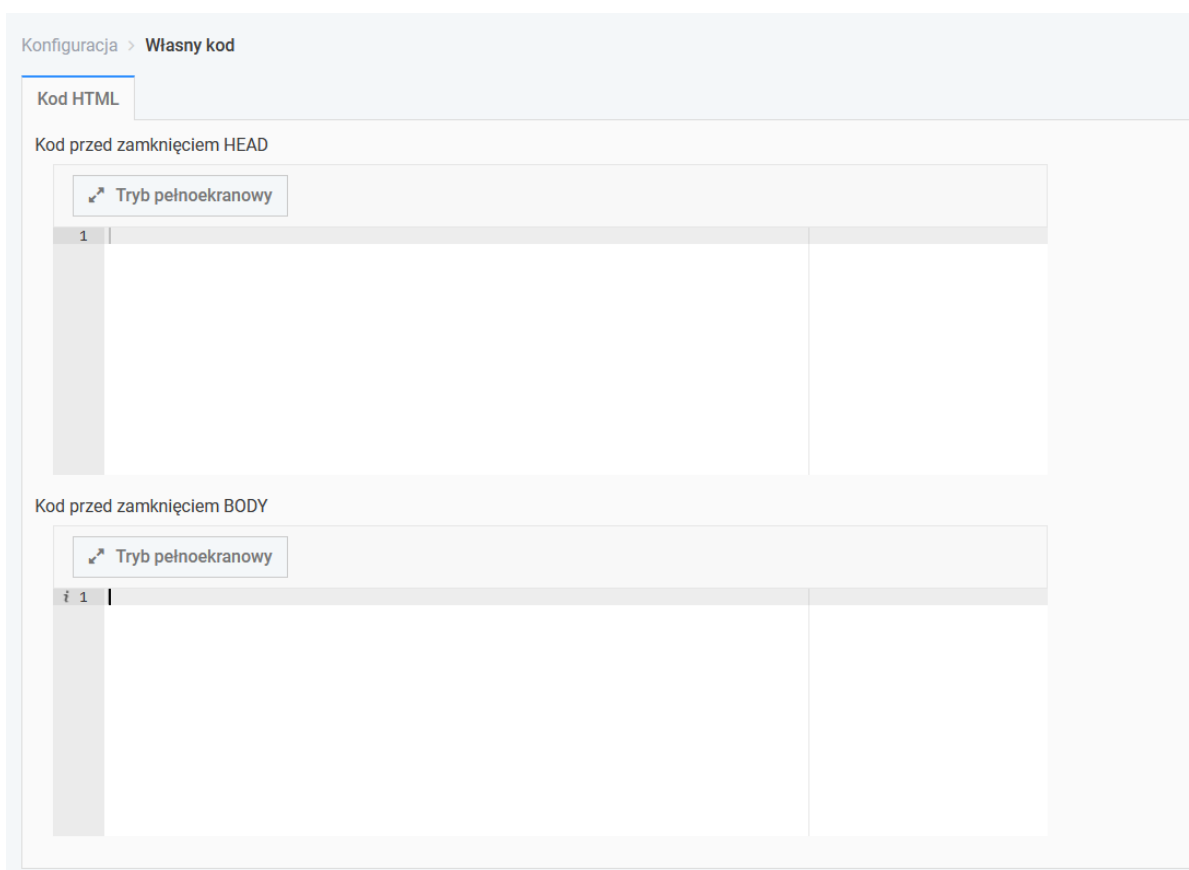 Konfiguracja > Własny kod
Kod HTML
Kod przed zamknięciem HEAD
Tryb pełnoekranowy
1
Kod przed zamknięciem BODY
Tryb pełnoekranowy
i 1